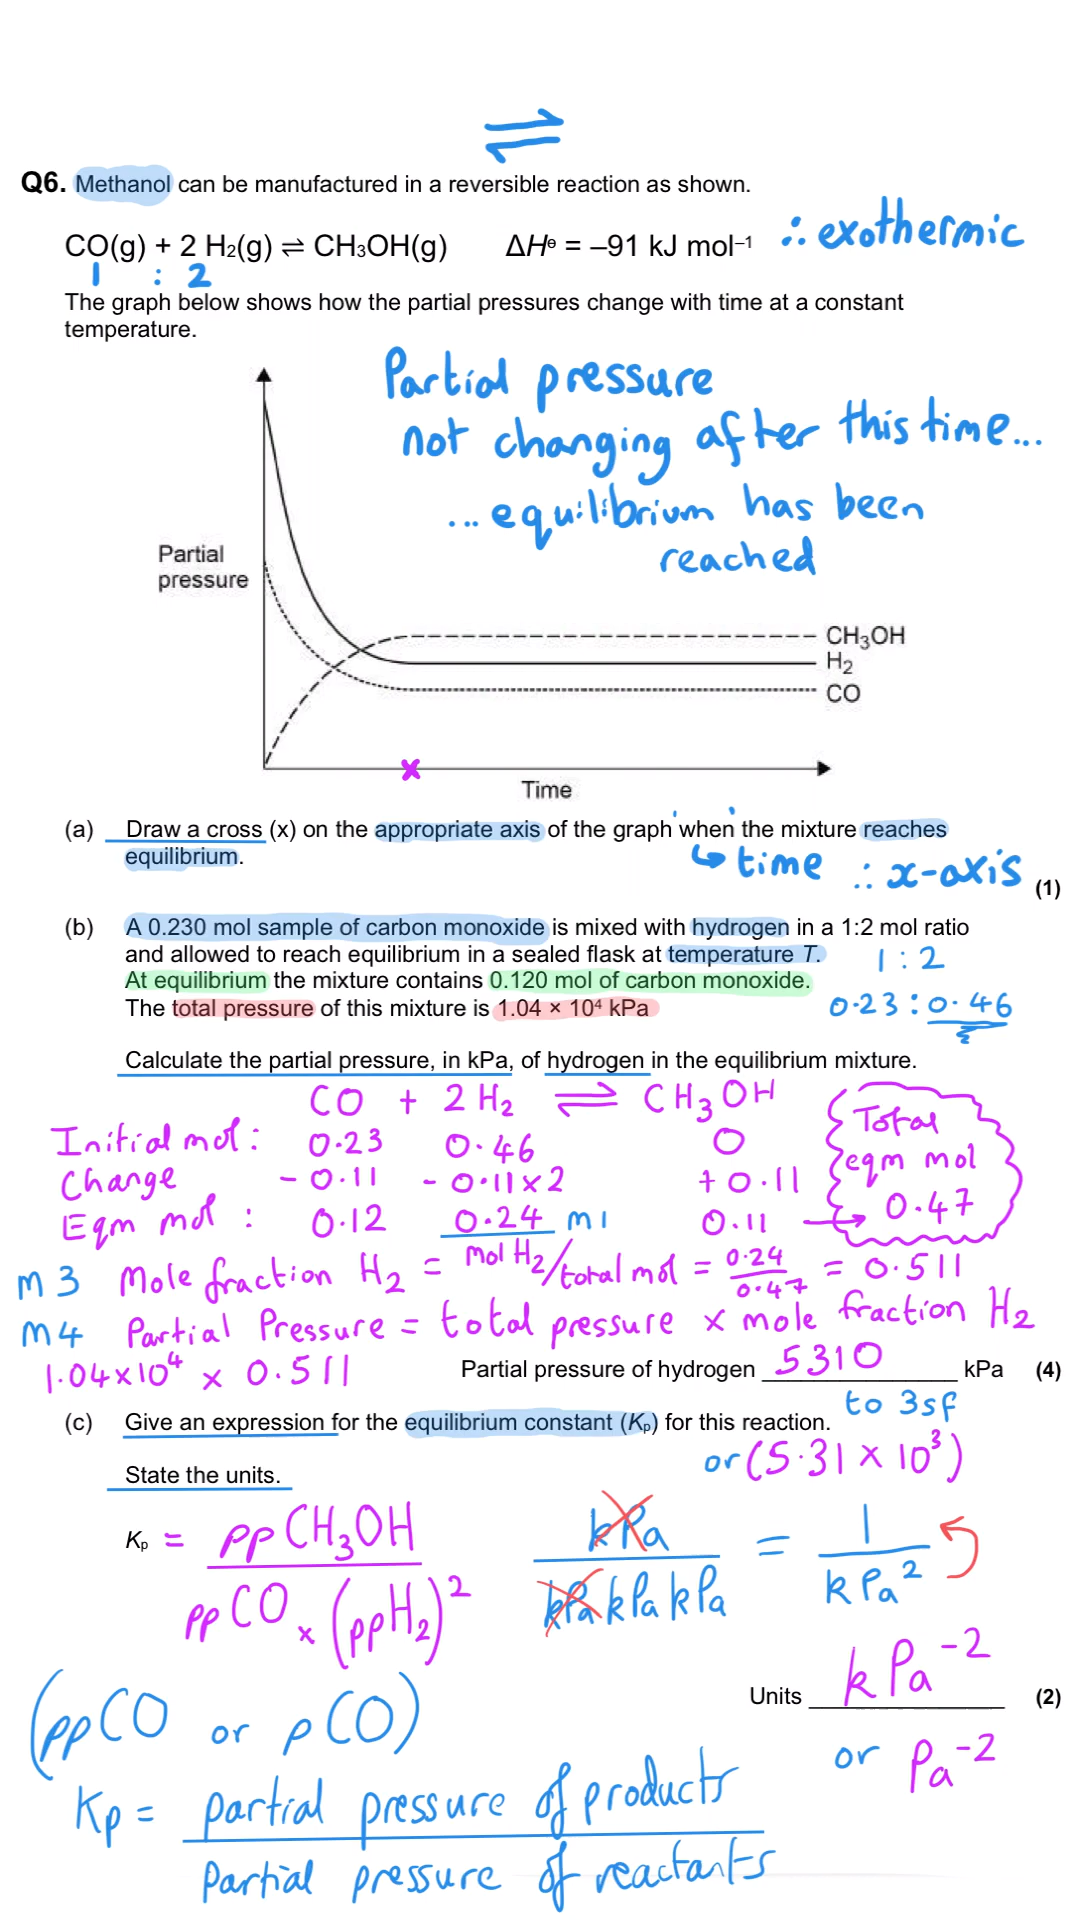 ⇌
Q6. Methanol can be manufactured in a reversible reaction as shown.
CO(g) + 2 H₂(g) ⇌ CH₃OH(g) ΔH⦵ = –91 kJ mol⁻¹ ∴ exothermic
1 : 2
The graph below shows how the partial pressures change with time at a constant
temperature.
Partial pressure
not changing after this time...
... equilibrium has been
reached
Partial
pressure
CH₃OH
H₂
CO
x
Time
(a) Draw a cross (x) on the appropriate axis of the graph 'when' the mixture reaches
equilibrium.
↳ time ∴ x-axis
(1)
(b) A 0.230 mol sample of carbon monoxide is mixed with hydrogen in a 1:2 mol ratio
and allowed to reach equilibrium in a sealed flask at temperature T.
1 : 2
At equilibrium the mixture contains 0.120 mol of carbon monoxide.
The total pressure of this mixture is 1.04 × 10⁴ kPa
0.23 : 0.46
Calculate the partial pressure, in kPa, of hydrogen in the equilibrium mixture.
CO + 2H₂ ⇌ CH₃OH
Initial mol: 0.23 0.46 0
Change - 0.11 - 0.11x2 + 0.11
Eqm mol : 0.12 0.24 m1 0.11 →
Total
eqm mol
0.47
m3 Mole fraction H₂ = mol H₂/total mol = 0.24/0.47 = 0.511
m4 Partial Pressure = total pressure x mole fraction H₂
1.04x10⁴ x 0.511
Partial pressure of hydrogen 5310 kPa (4)
to 3sf
or (5.31 x 10³)
(c) Give an expression for the equilibrium constant (Kp) for this reaction.
State the units.
Kp = ppCH₃OH / ppCO x (ppH₂)²
kPa / kPa kPa kPa = 1 / kPa²
Units kPa⁻² (2)
or Pa⁻²
(ppCO or pCO)
Kp = partial pressure of products
Partial pressure of reactants